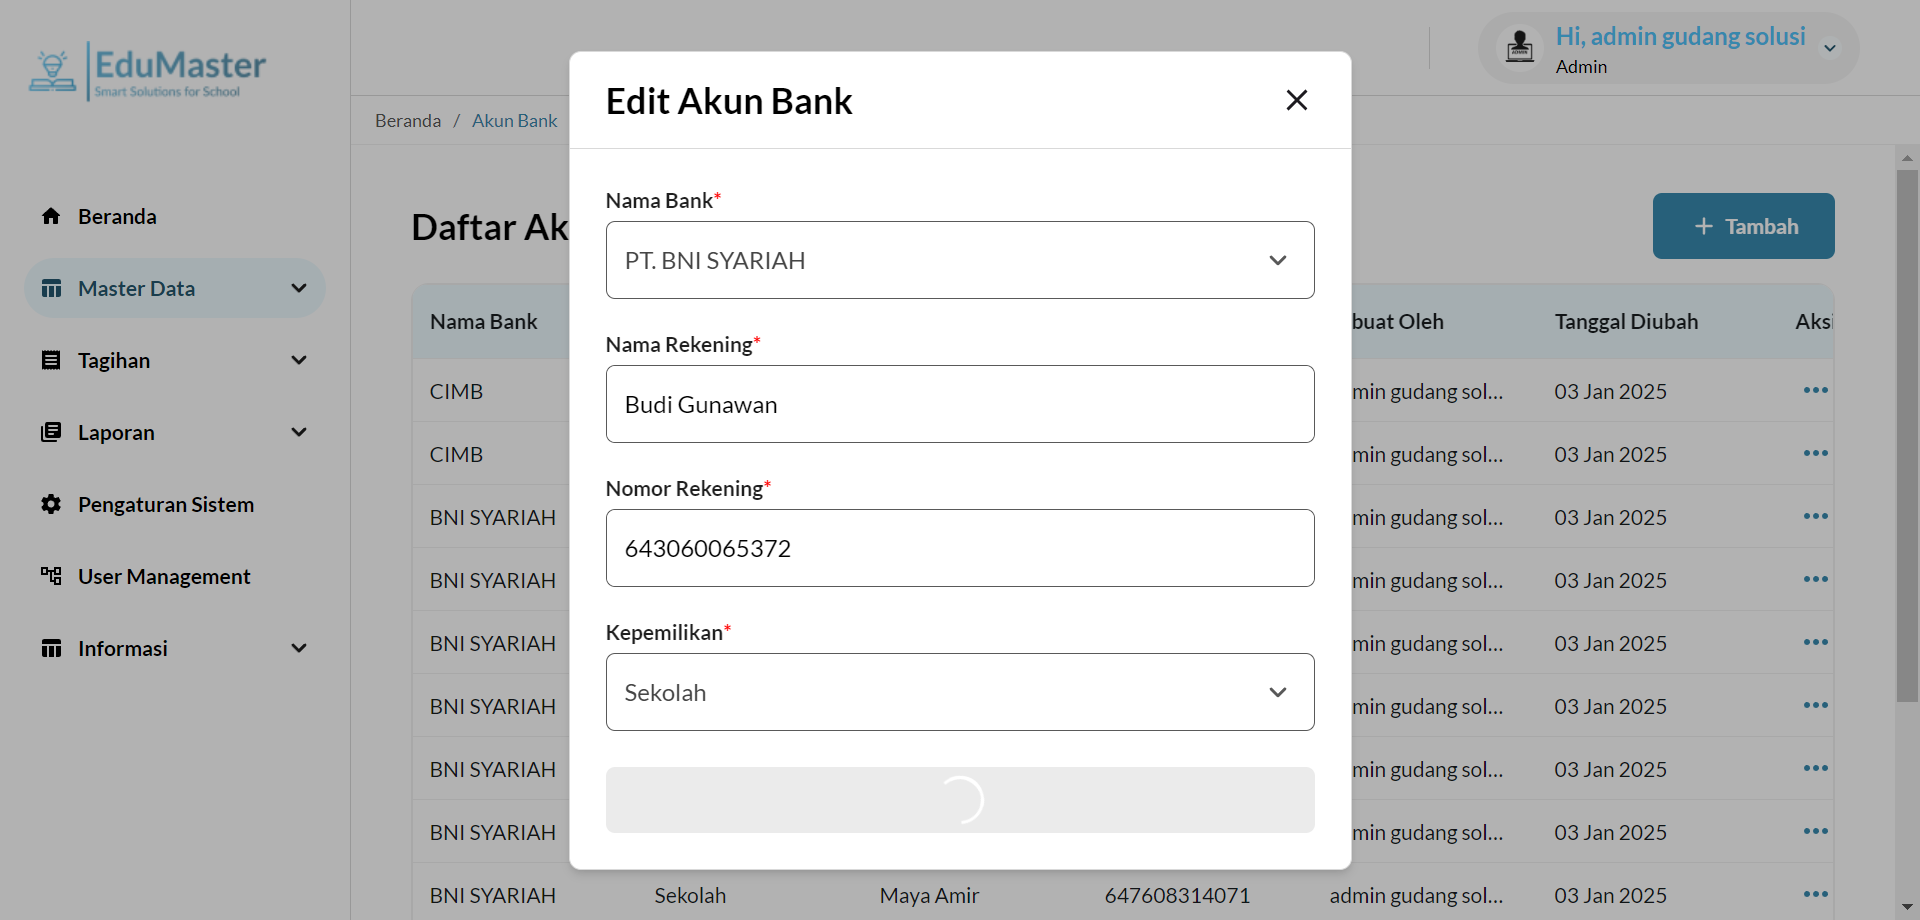 EduMaster
Smart Solutions for School
Beranda
Master Data
Tagihan
Laporan
Pengaturan Sistem
User Management
Informasi
ADMIN
Hi, admin gudang solusi
Admin
Beranda / Akun Bank
Daftar Ak
+ Tambah
Nama Bank
buat Oleh
Tanggal Diubah
Aksi
CIMB
min gudang sol...
03 Jan 2025
CIMB
min gudang sol...
03 Jan 2025
BNI SYARIAH
min gudang sol...
03 Jan 2025
BNI SYARIAH
min gudang sol...
03 Jan 2025
BNI SYARIAH
min gudang sol...
03 Jan 2025
BNI SYARIAH
min gudang sol...
03 Jan 2025
BNI SYARIAH
min gudang sol...
03 Jan 2025
BNI SYARIAH
min gudang sol...
03 Jan 2025
BNI SYARIAH
Sekolah
Maya Amir
647608314071
admin gudang sol...
03 Jan 2025
Edit Akun Bank
Nama Bank*
PT. BNI SYARIAH
Nama Rekening*
Budi Gunawan
Nomor Rekening*
643060065372
Kepemilikan*
Sekolah